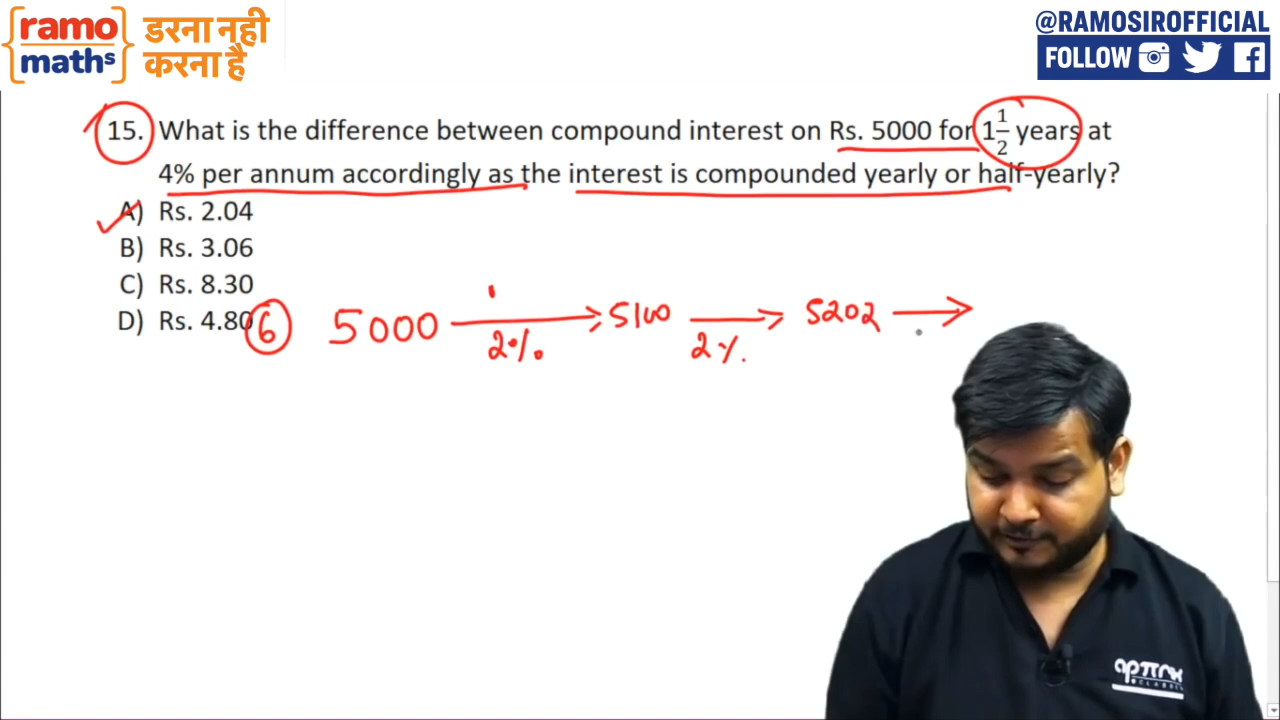 ramo
maths
डरना नही
करना है
@RAMOSIROFFICIAL
FOLLOW
15. What is the difference between compound interest on Rs. 5000 for 1 1/2 years at
4% per annum accordingly as the interest is compounded yearly or half-yearly?
A) Rs. 2.04
B) Rs. 3.06
C) Rs. 8.30
D) Rs. 4.80
6 5000 2% 5100 2% 5202
apttrix
CLASSES